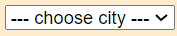 --- choose city ---